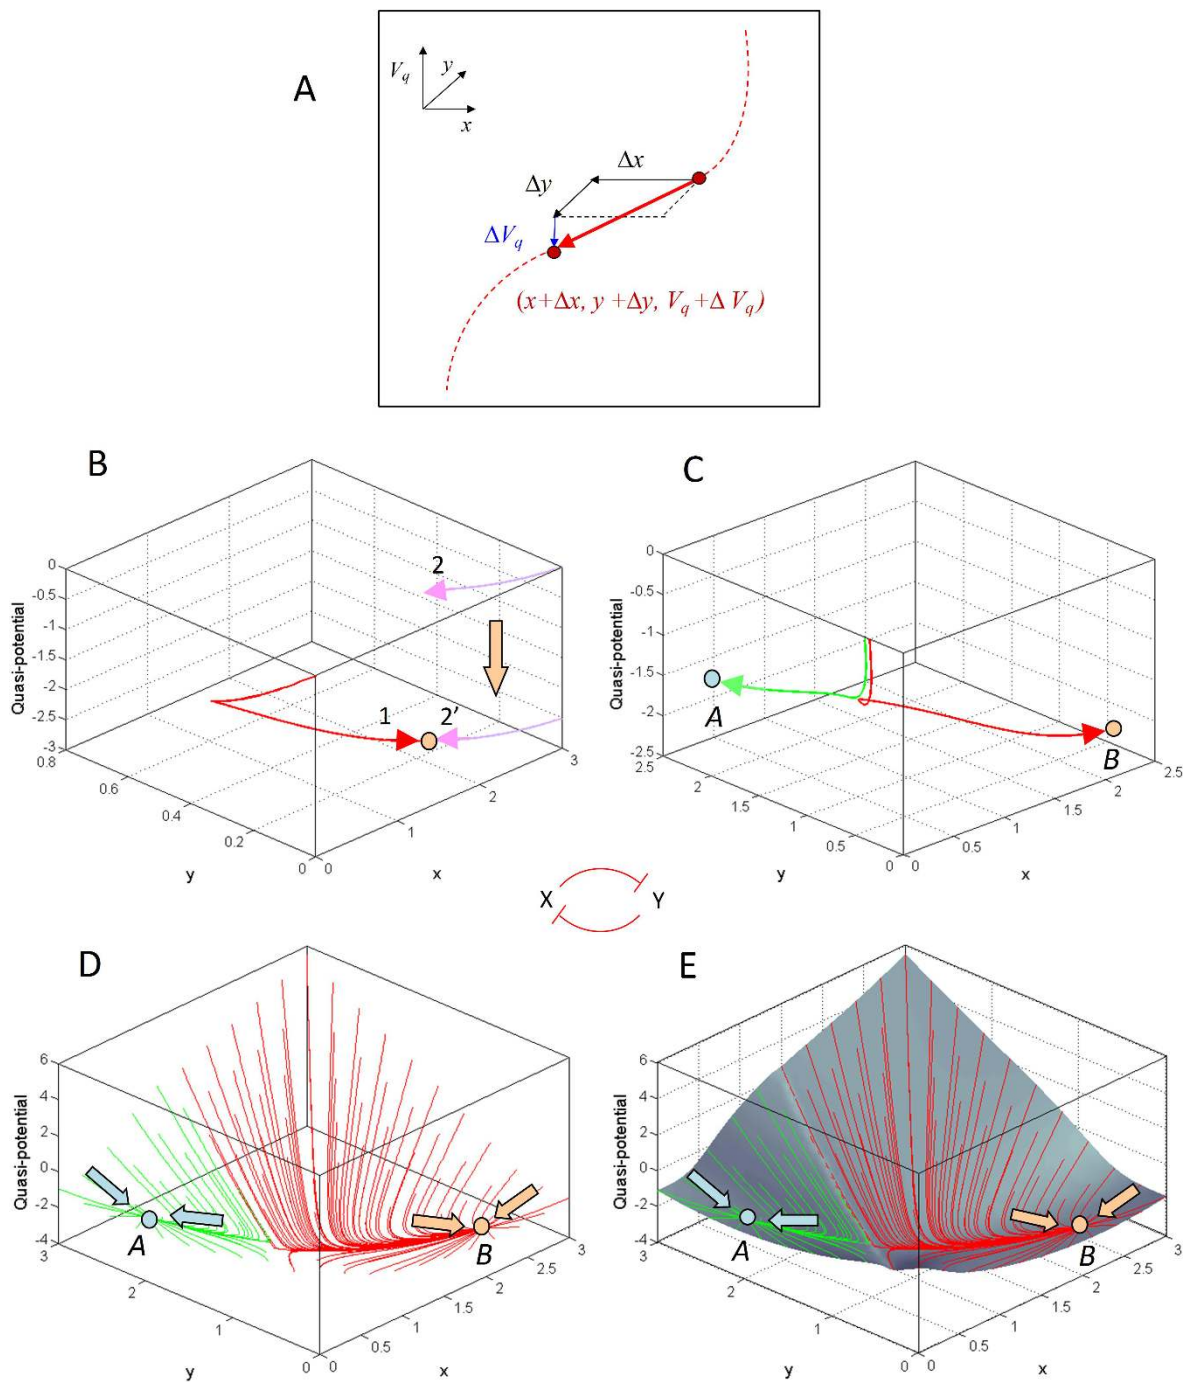 A
V_q
y
x
Δx
Δy
ΔV_q
(x+Δx, y+Δy, V_q+Δ V_q)
B
Quasi-potential
0
-0.5
-1
-1.5
-2
-2.5
-3
0.8
0.6
0.4
0.2
0
y
0
1
2
3
x
2
1
2'
C
Quasi-potential
0
-0.5
-1
-1.5
-2
-2.5
2.5
2
1.5
1
0.5
0
y
0
0.5
1
1.5
2
2.5
x
A
B
X
Y
D
Quasi-potential
6
4
2
0
-2
-4
3
2
1
0
y
0
0.5
1
1.5
2
2.5
3
x
A
B
E
Quasi-potential
6
4
2
0
-2
-4
3
2
1
0
y
0
0.5
1
1.5
2
2.5
3
x
A
B